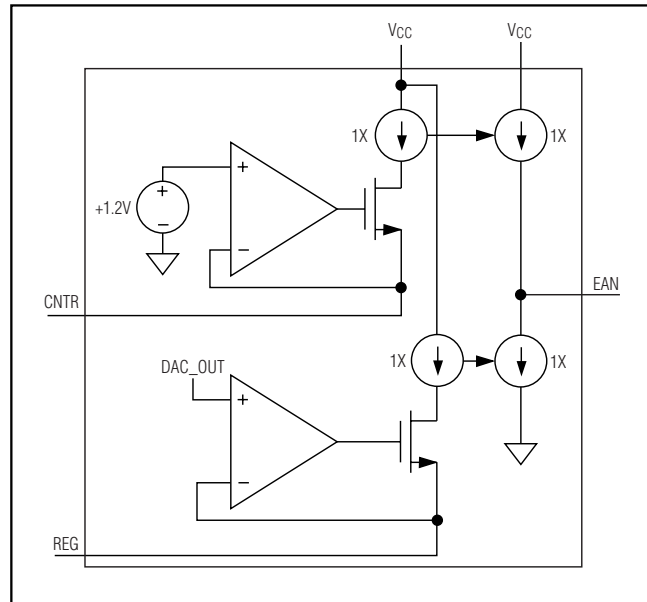 VCC
VCC
1X
1X
+
+
−
+1.2V
−
CNTR
EAN
1X
1X
DAC_OUT
+
−
REG